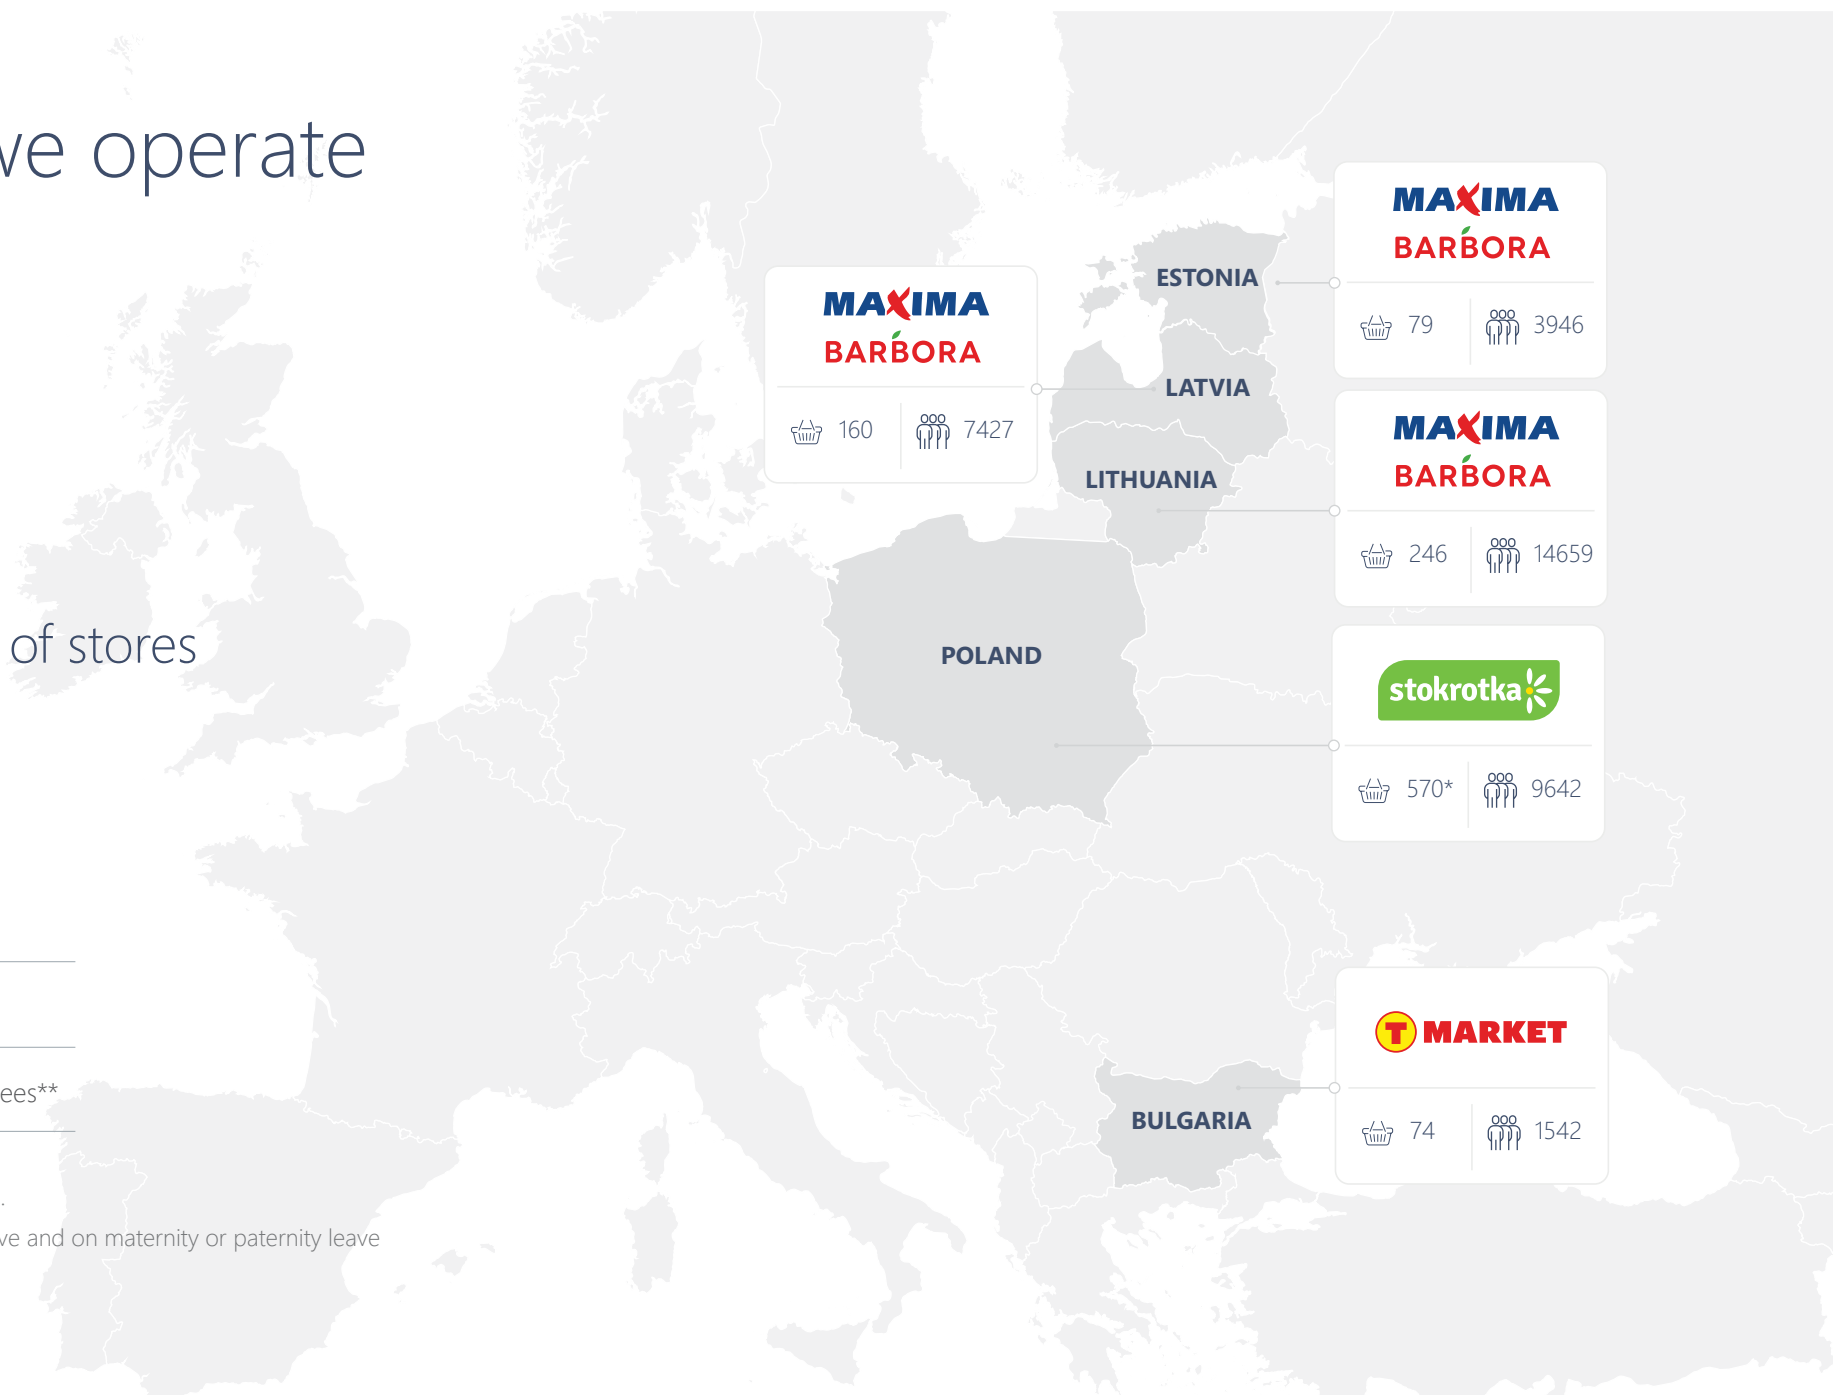 we operate
of stores
ees**
.
ve and on maternity or paternity leave
MAXIMA
BARBORA
160
7427
ESTONIA
LATVIA
LITHUANIA
POLAND
BULGARIA
MAXIMA
BARBORA
79
3946
MAXIMA
BARBORA
246
14659
stokrotka
570*
9642
T MARKET
74
1542